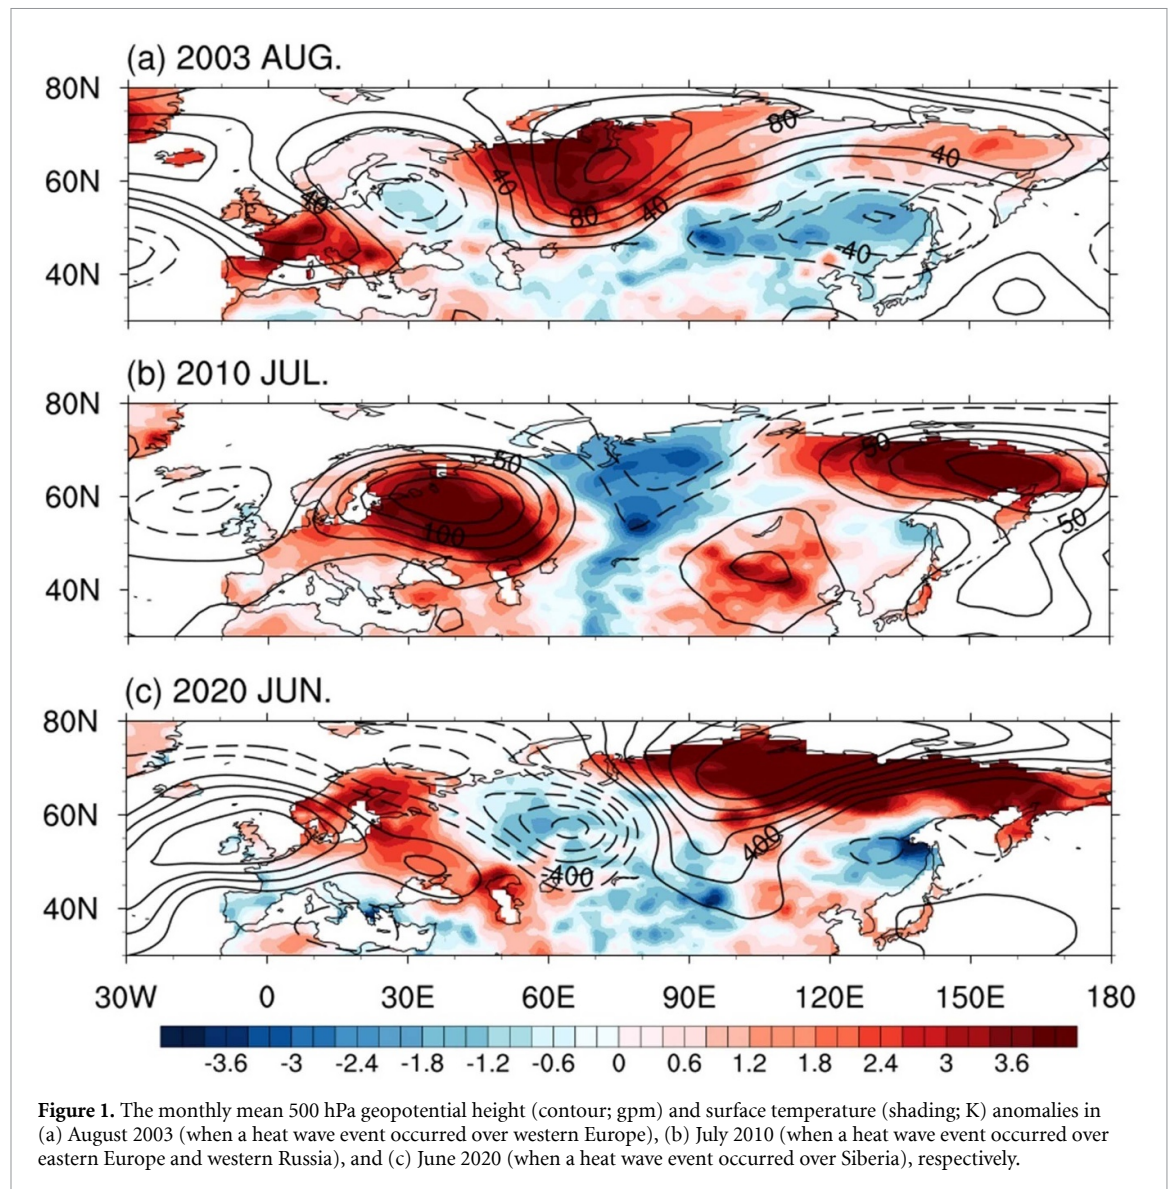 (a) 2003 AUG.
80N
60N
40N
80
40
40
80
40
40
-40
(b) 2010 JUL.
80N
60N
40N
50
50
100
50
(c) 2020 JUN.
80N
60N
40N
400
-400
30W 0 30E 60E 90E 120E 150E 180
-3.6 -3 -2.4 -1.8 -1.2 -0.6 0 0.6 1.2 1.8 2.4 3 3.6
Figure 1. The monthly mean 500 hPa geopotential height (contour; gpm) and surface temperature (shading; K) anomalies in
(a) August 2003 (when a heat wave event occurred over western Europe), (b) July 2010 (when a heat wave event occurred over
eastern Europe and western Russia), and (c) June 2020 (when a heat wave event occurred over Siberia), respectively.